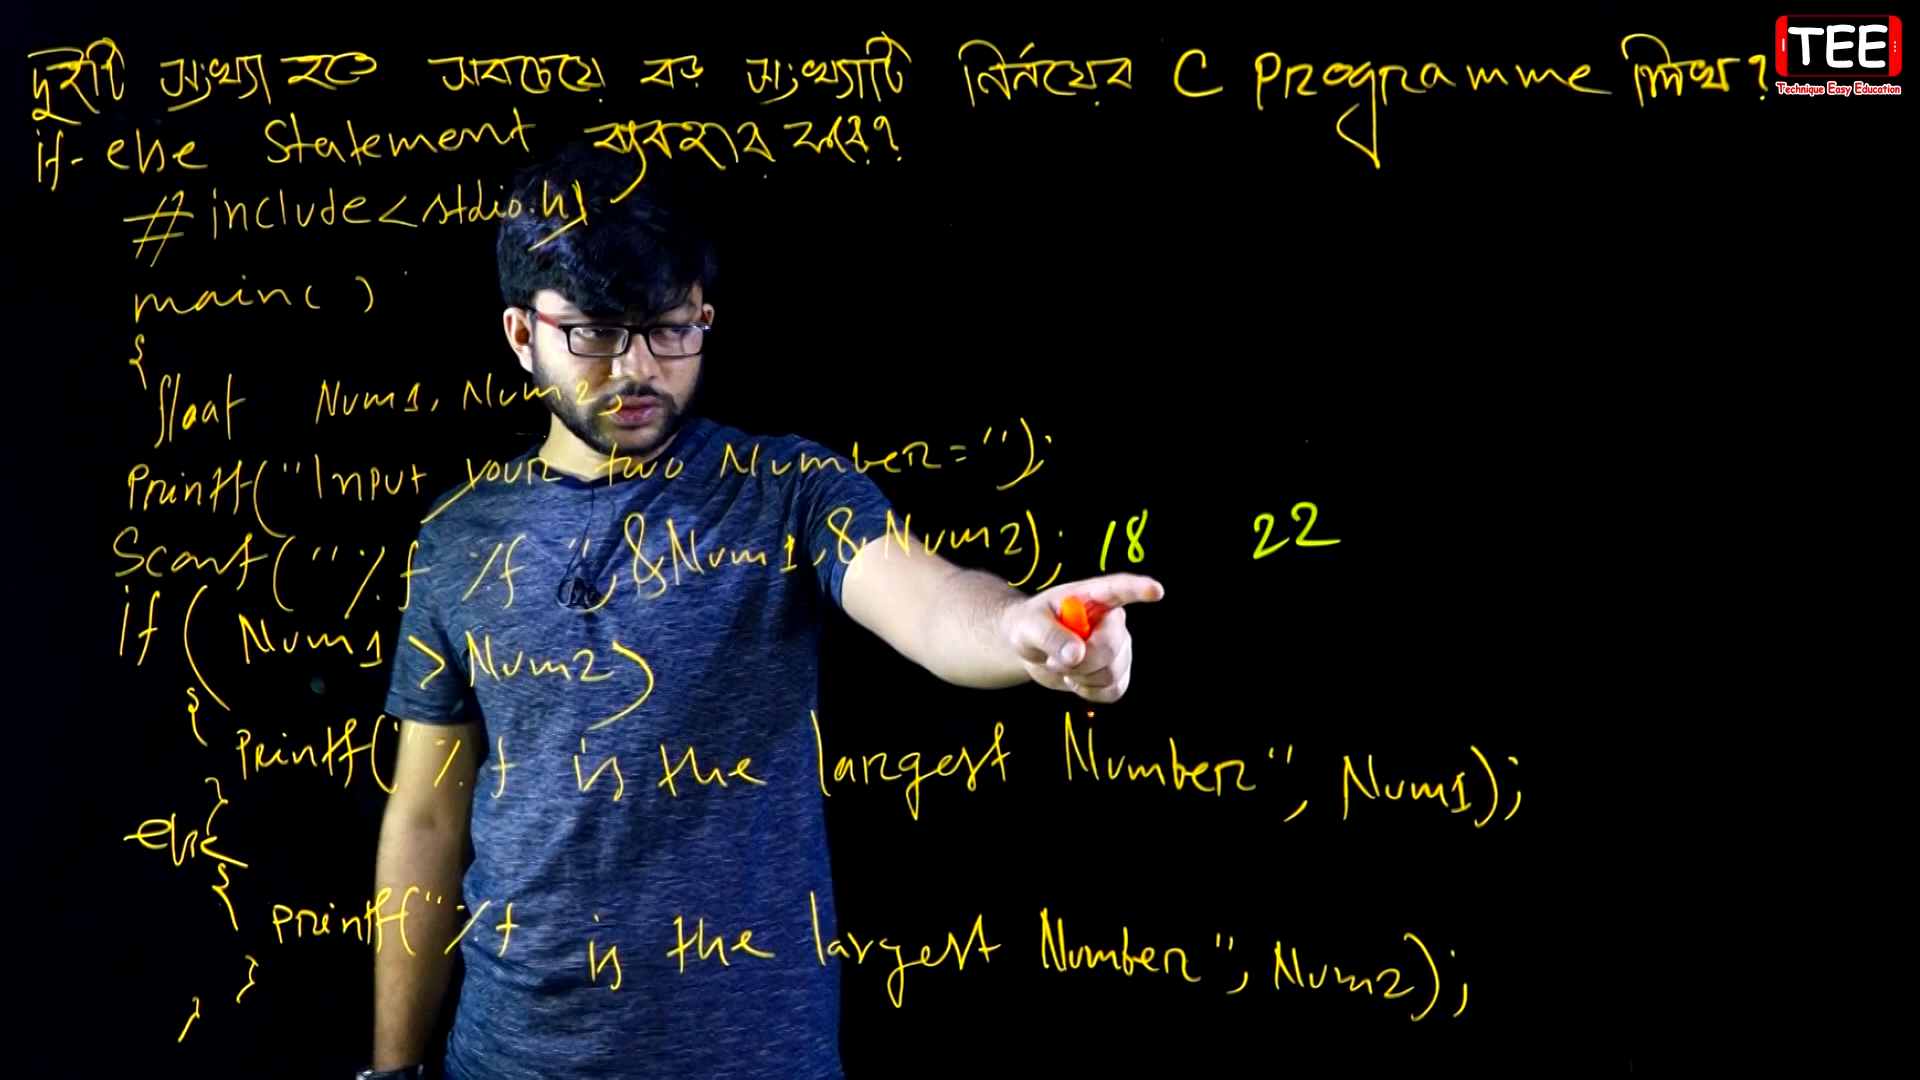 দুইটি সংখ্যা হতে সবচেয়ে বড় সংখ্যাটি নির্নয়ের C Programme লিখ?
if-else Statement ব্যবহার করে?
#include<stdio.h>
main()
{
float Num1, Num2;
Printf("Input your two Number=");
Scanf("%f %f",&Num1,&Num2); 18 22
if (Num1 > Num2)
{
Printf("%f is the largest Number", Num1);
}
else
{
printf("%f is the largest Number", Num2);
}
}
TEE
Technique Easy Education